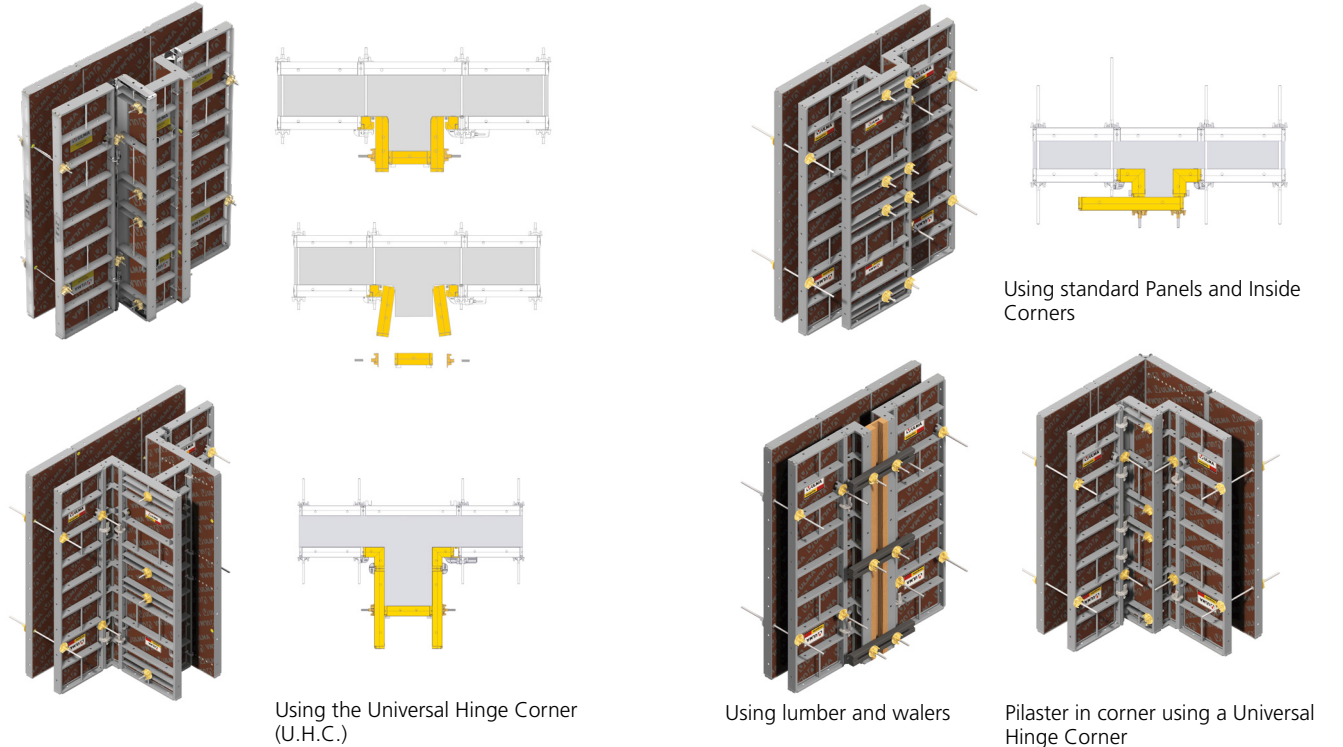 Using standard Panels and Inside
Corners
Using the Universal Hinge Corner
(U.H.C.)
Using lumber and walers
Pilaster in corner using a Universal
Hinge Corner